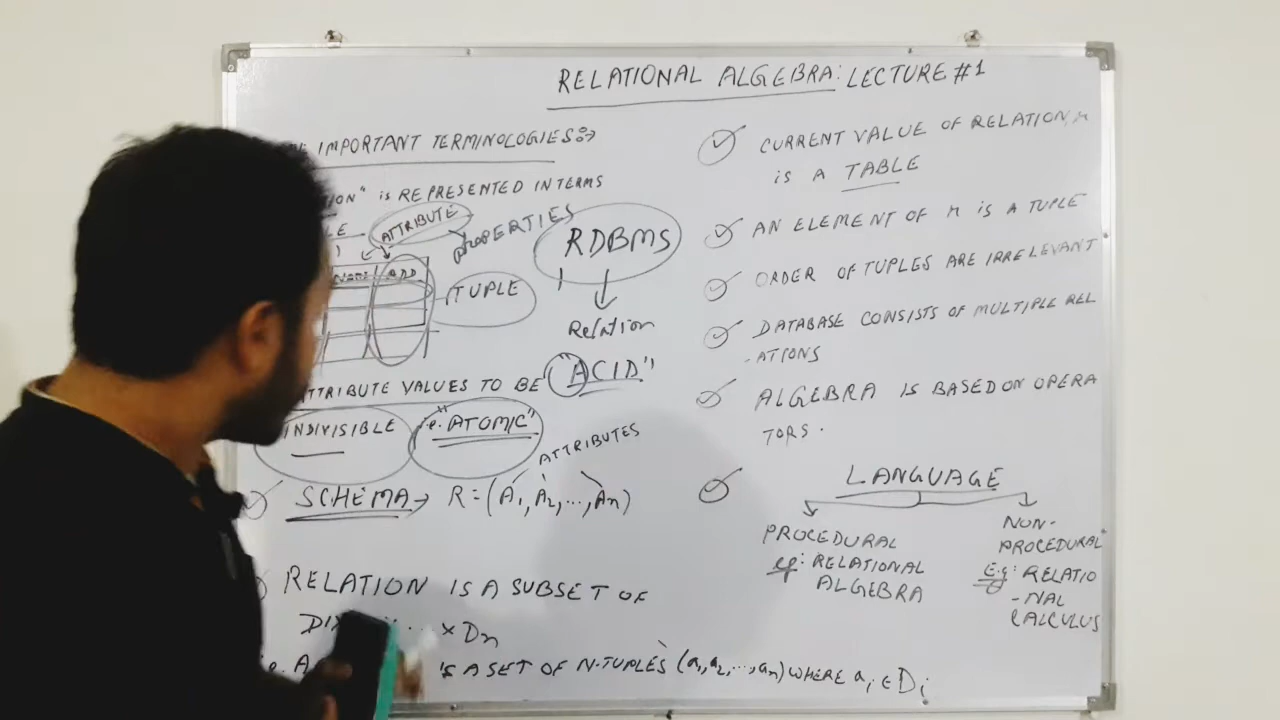 RELATIONAL ALGEBRA: LECTURE #1
IMPORTANT TERMINOLOGIES:→
IS REPRESENTED IN TERMS
ATTRIBUTE
PROPERTIES
ADD
TUPLE
RDBMS
Relation
ATTRIBUTE VALUES TO BE "ACID"
INDIVISIBLE i.e. "ATOMIC"
ATTRIBUTES
SCHEMA → R = (A1, A2, ..., An)
RELATION IS A SUBSET OF
... × Dn
IS A SET OF N-TUPLES (a1, a2, ..., an) WHERE ai ∈ Di
CURRENT VALUE OF RELATION, r
IS A TABLE
AN ELEMENT OF r IS A TUPLE
ORDER OF TUPLES ARE IRRELEVANT
DATABASE CONSISTS OF MULTIPLE REL
-ATIONS
ALGEBRA IS BASED ON OPERA
TORS.
LANGUAGE
PROCEDURAL
eg: RELATIONAL
ALGEBRA
NON-
PROCEDURAL
E.g: RELATIO
-NAL
CALCULUS